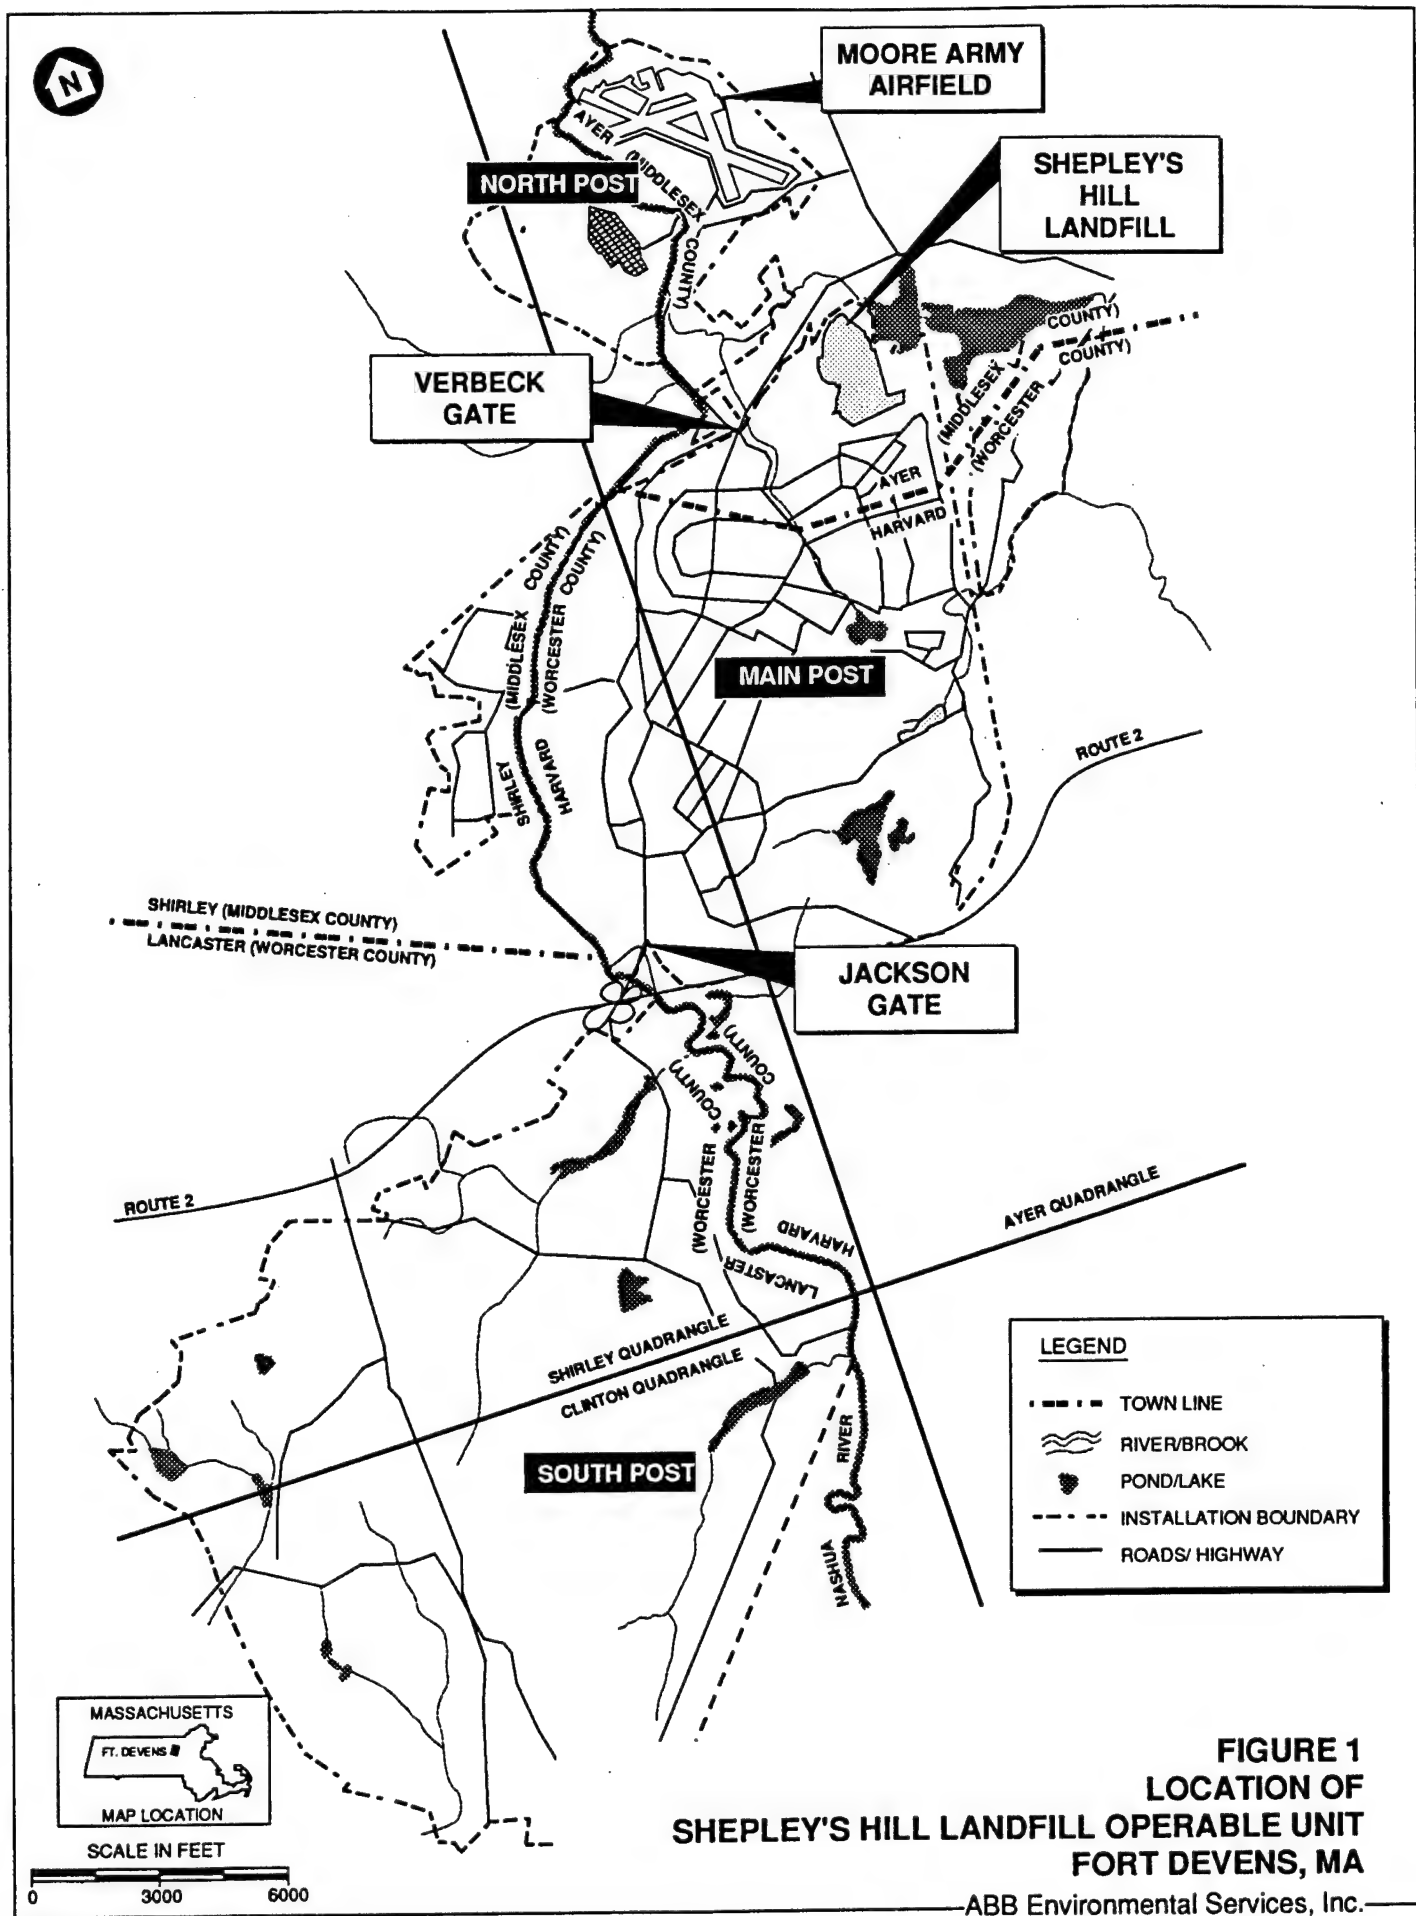 N
MOORE ARMY
AIRFIELD
SHEPLEY'S
HILL
LANDFILL
AYER
(MIDDLESEX
COUNTY)
NORTH POST
VERBECK
GATE
COUNTY)
COUNTY)
(MIDDLESEX
(WORCESTER
AYER
HARVARD
COUNTY)
COUNTY)
(MIDDLESEX
(WORCESTER
MAIN POST
SHIRLEY
HARVARD
ROUTE 2
SHIRLEY (MIDDLESEX COUNTY)
LANCASTER (WORCESTER COUNTY)
JACKSON
GATE
COUNTY)
COUNTY)
(WORCESTER
(WORCESTER
HARVARD
LANCASTER
ROUTE 2
AYER QUADRANGLE
SHIRLEY QUADRANGLE
CLINTON QUADRANGLE
SOUTH POST
RIVER
NASHUA
LEGEND
TOWN LINE
RIVER/BROOK
POND/LAKE
INSTALLATION BOUNDARY
ROADS/ HIGHWAY
MASSACHUSETTS
FT. DEVENS
MAP LOCATION
SCALE IN FEET
0 3000 6000
FIGURE 1
LOCATION OF
SHEPLEY'S HILL LANDFILL OPERABLE UNIT
FORT DEVENS, MA
ABB Environmental Services, Inc.